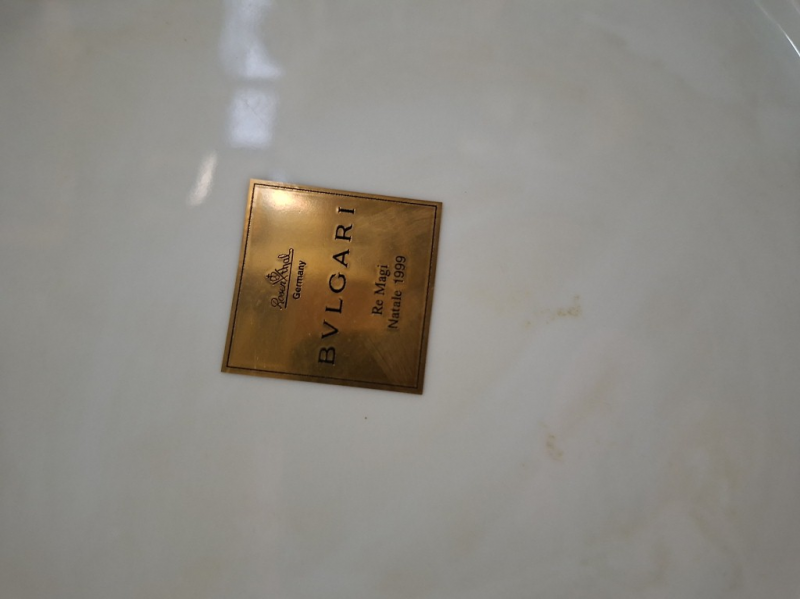 Rosenthal
Germany
BVLGARI
Re Magi
Natale 1999